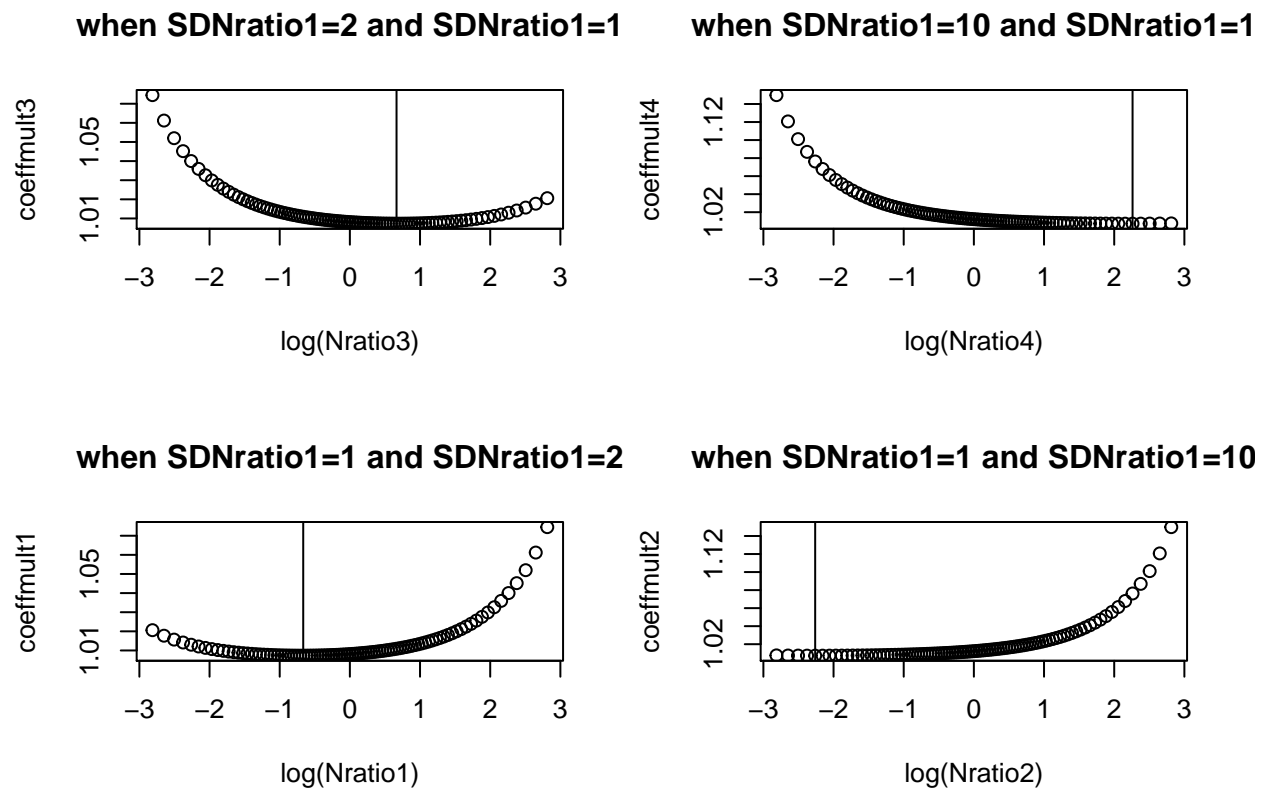 when SDNratio1=2 and SDNratio1=1
coeffmult3
1.05
1.01
−3 −2 −1 0 1 2 3
log(Nratio3)
when SDNratio1=10 and SDNratio1=1
coeffmult4
1.12
1.02
−3 −2 −1 0 1 2 3
log(Nratio4)
when SDNratio1=1 and SDNratio1=2
coeffmult1
1.05
1.01
−3 −2 −1 0 1 2 3
log(Nratio1)
when SDNratio1=1 and SDNratio1=10
coeffmult2
1.12
1.02
−3 −2 −1 0 1 2 3
log(Nratio2)